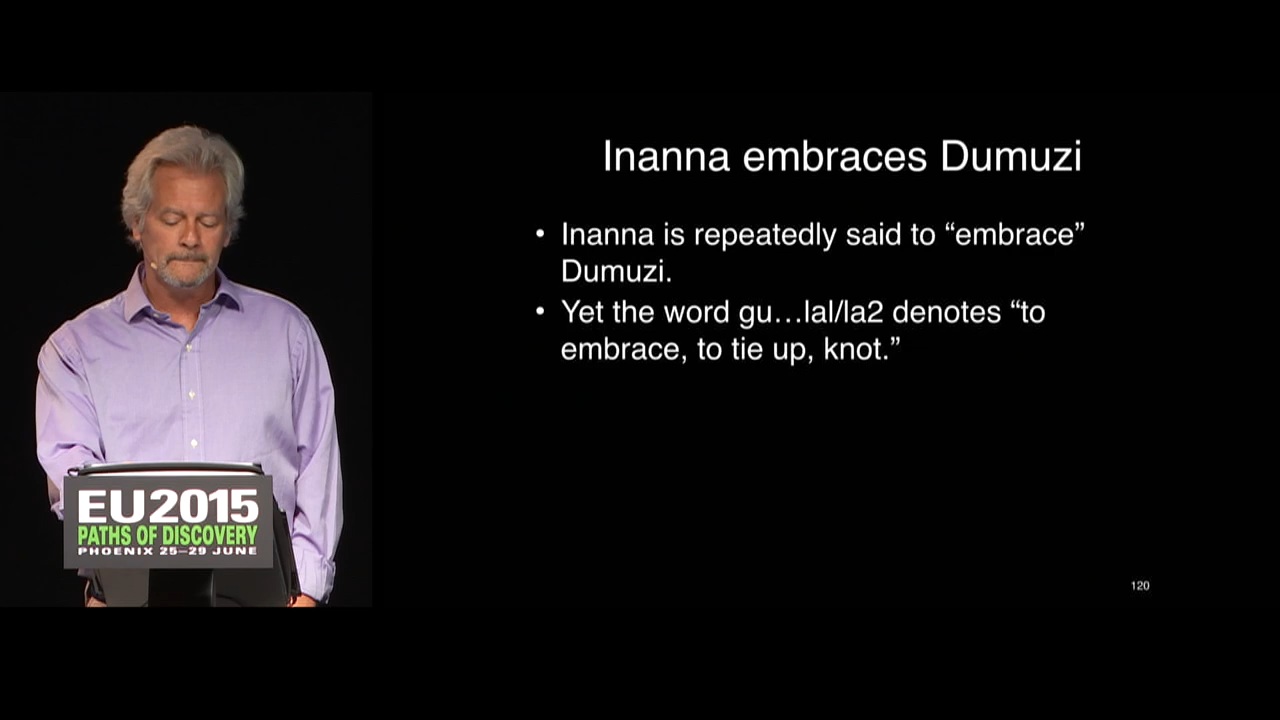 Inanna embraces Dumuzi
• Inanna is repeatedly said to “embrace”
Dumuzi.
• Yet the word gu…lal/la2 denotes “to
embrace, to tie up, knot.”
120
EU2015
PATHS OF DISCOVERY
PHOENIX 25–29 JUNE